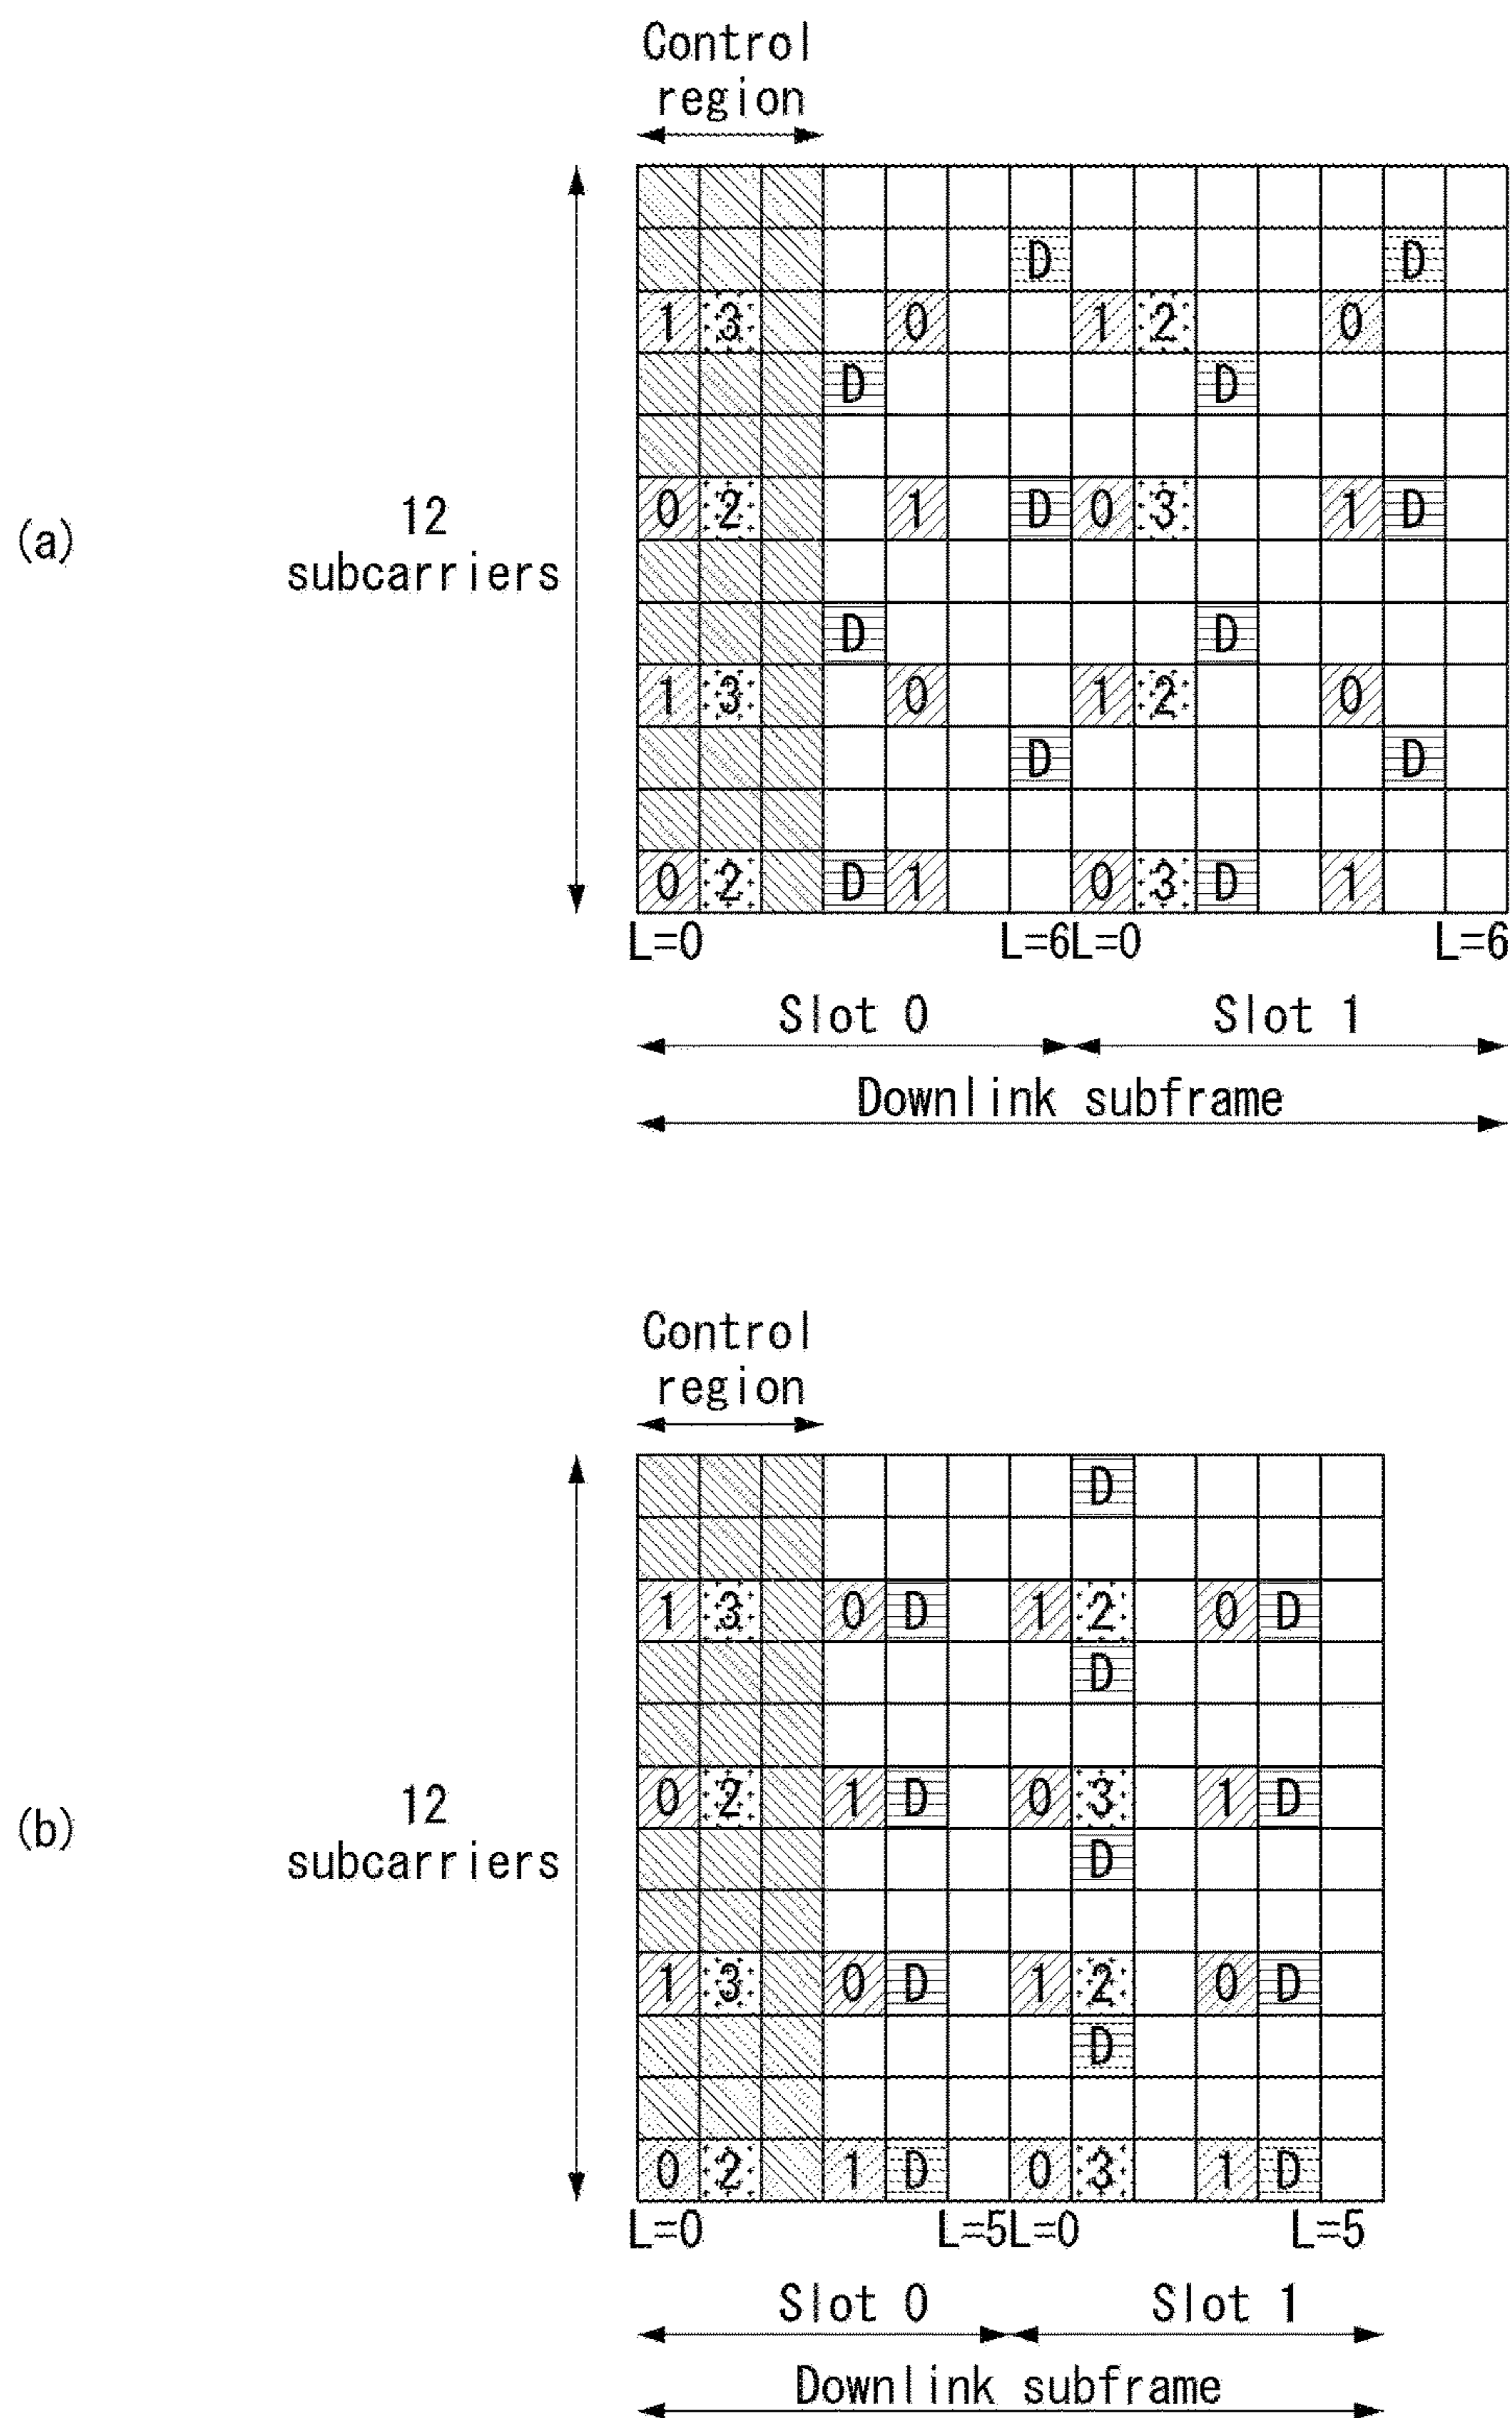 Control
region
D D
1 3 0 1 2 0
D D
0 2 1 D 0 3 1 D
(a)
12
subcarriers
D D
1 3 0 1 2 0
D D
0 2 D 1 0 3 D 1
L=0 L=6 L=0 L=6
Slot 0 Slot 1
Downlink subframe
Control
region
D
1 3 0 D 1 2 0 D
D
0 2 1 D 0 3 1 D
(b)
12
subcarriers
D
1 3 0 D 1 2 0 D
D
0 2 1 D 0 3 1 D
L=0 L=5 L=0 L=5
Slot 0 Slot 1
Downlink subframe